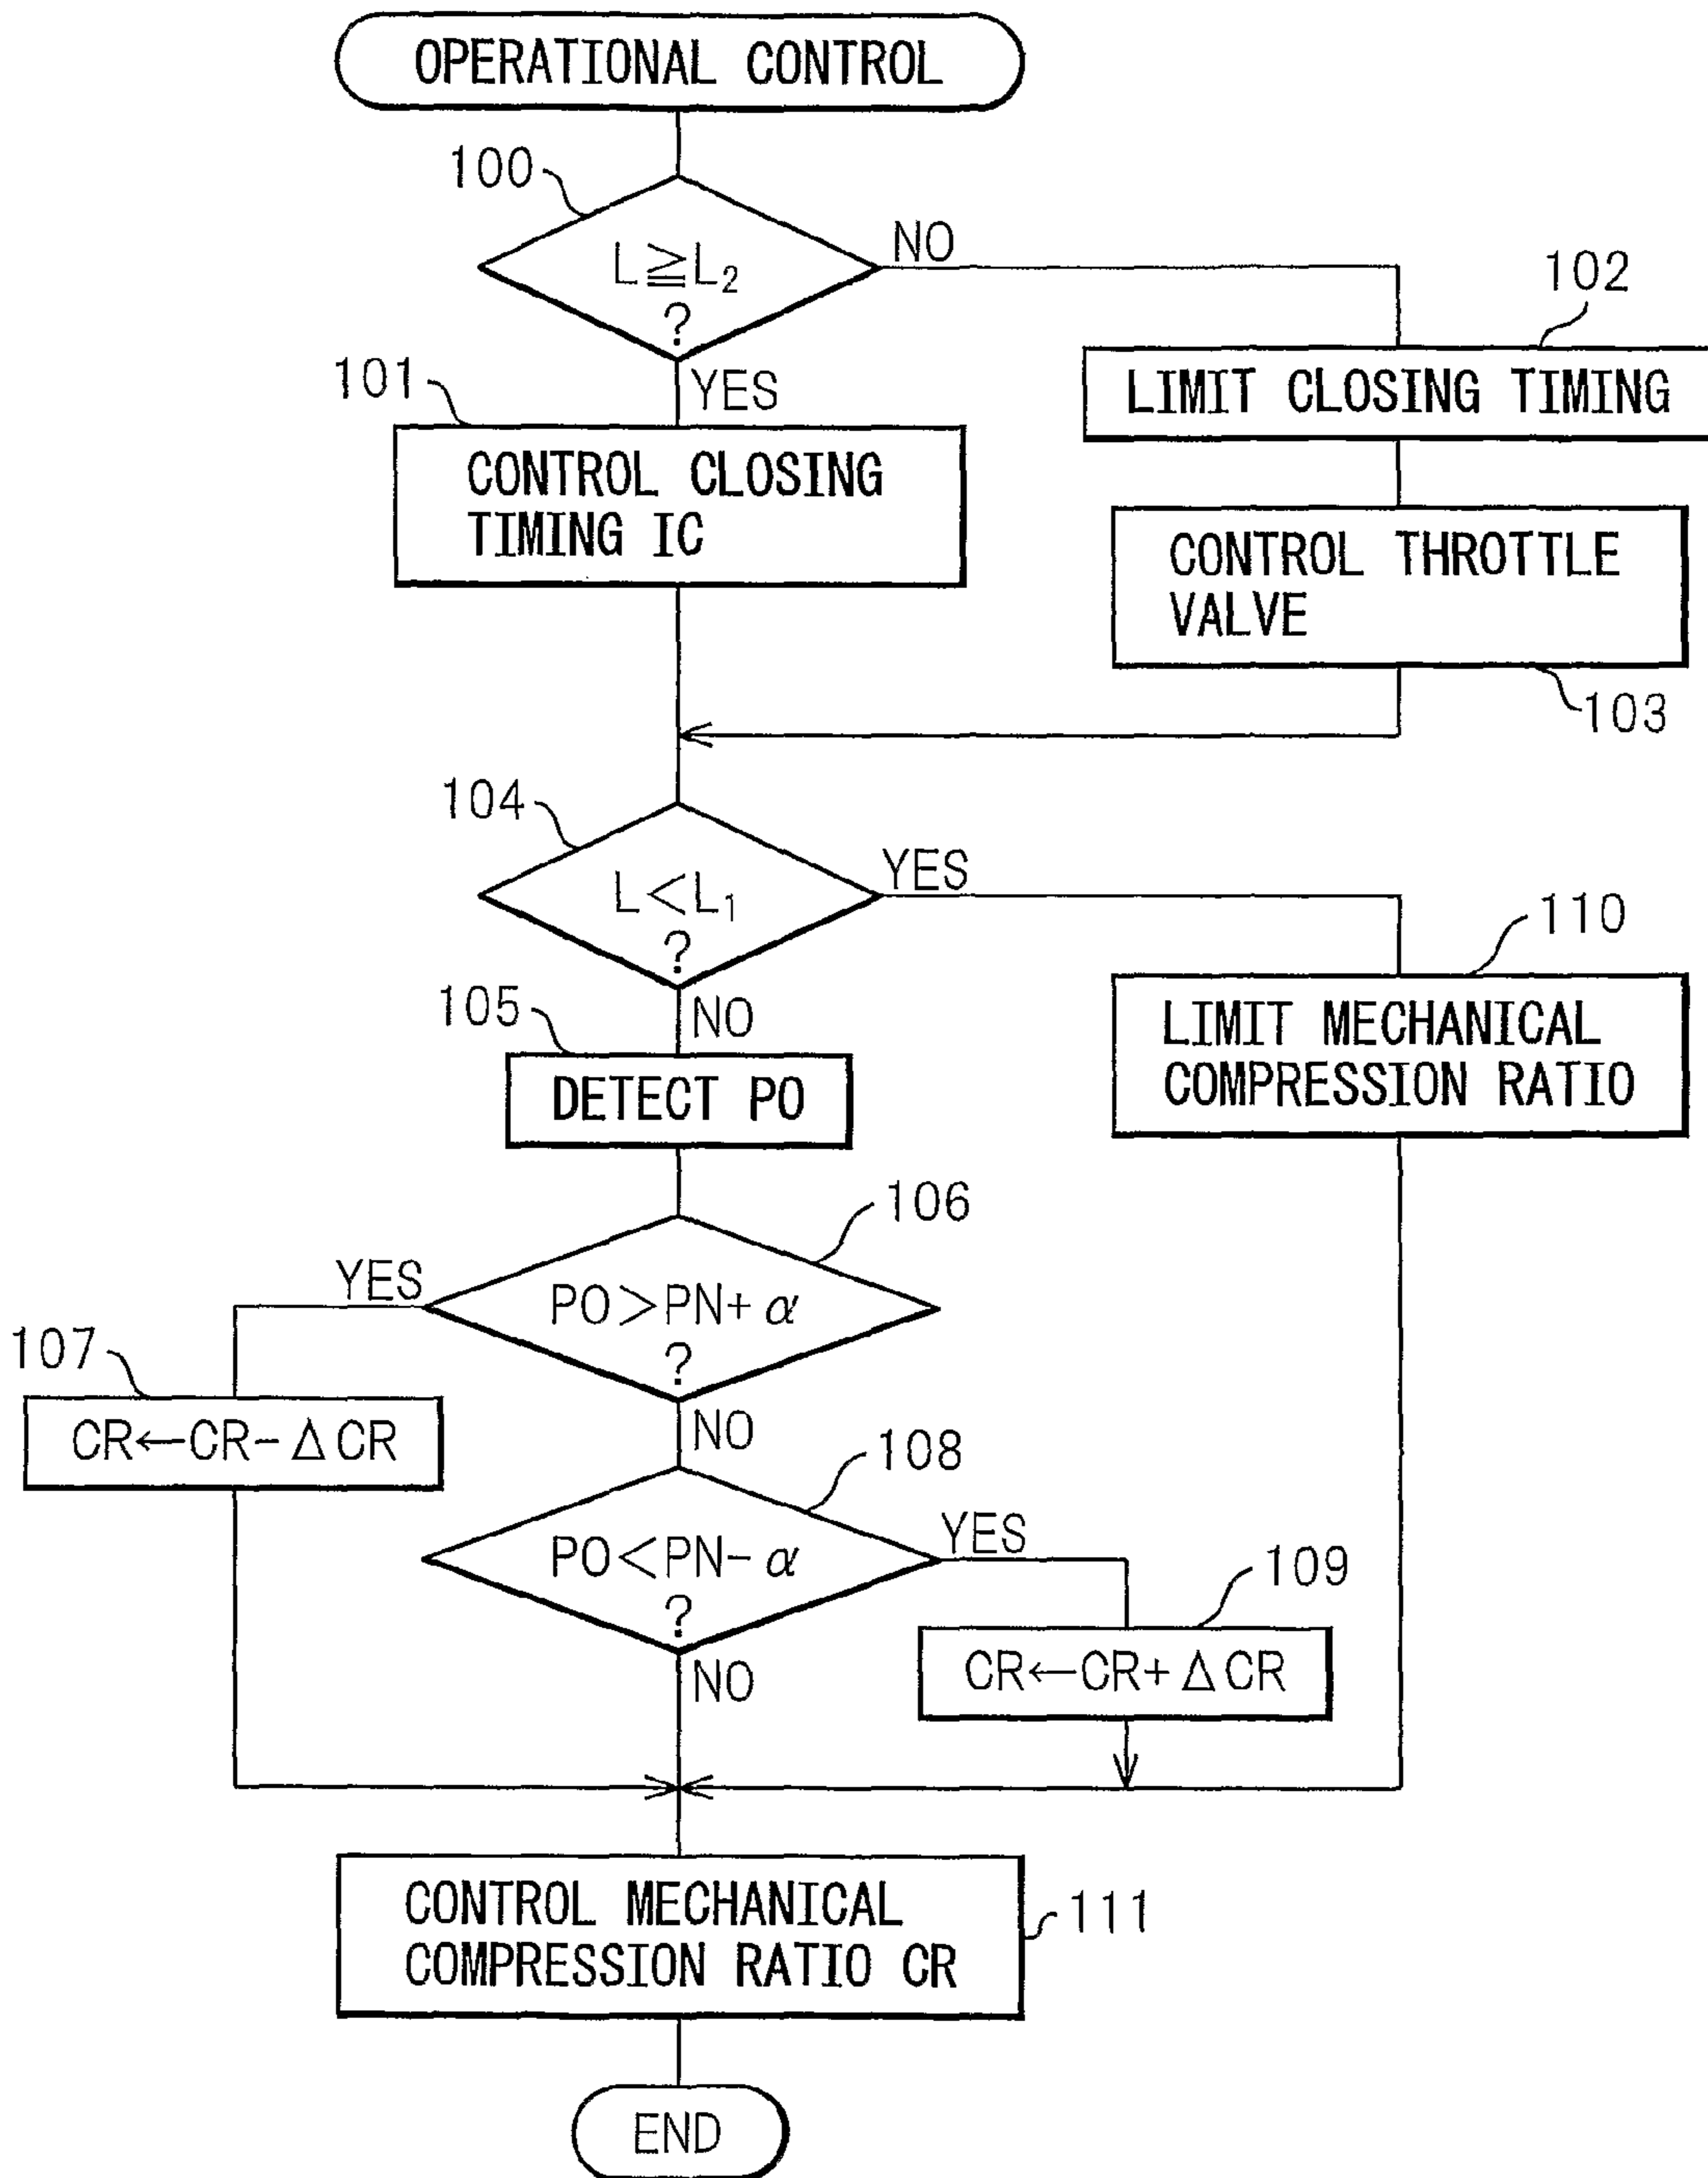 OPERATIONAL CONTROL
100
L≧L₂
?
NO
YES
102
LIMIT CLOSING TIMING
101
CONTROL CLOSING
TIMING IC
CONTROL THROTTLE
VALVE
103
104
L<L₁
?
YES
NO
110
LIMIT MECHANICAL
COMPRESSION RATIO
105
DETECT PO
106
PO>PN+α
?
YES
NO
107
CR←CR-ΔCR
108
PO<PN-α
?
YES
NO
109
CR←CR+ΔCR
CONTROL MECHANICAL
COMPRESSION RATIO CR
111
END